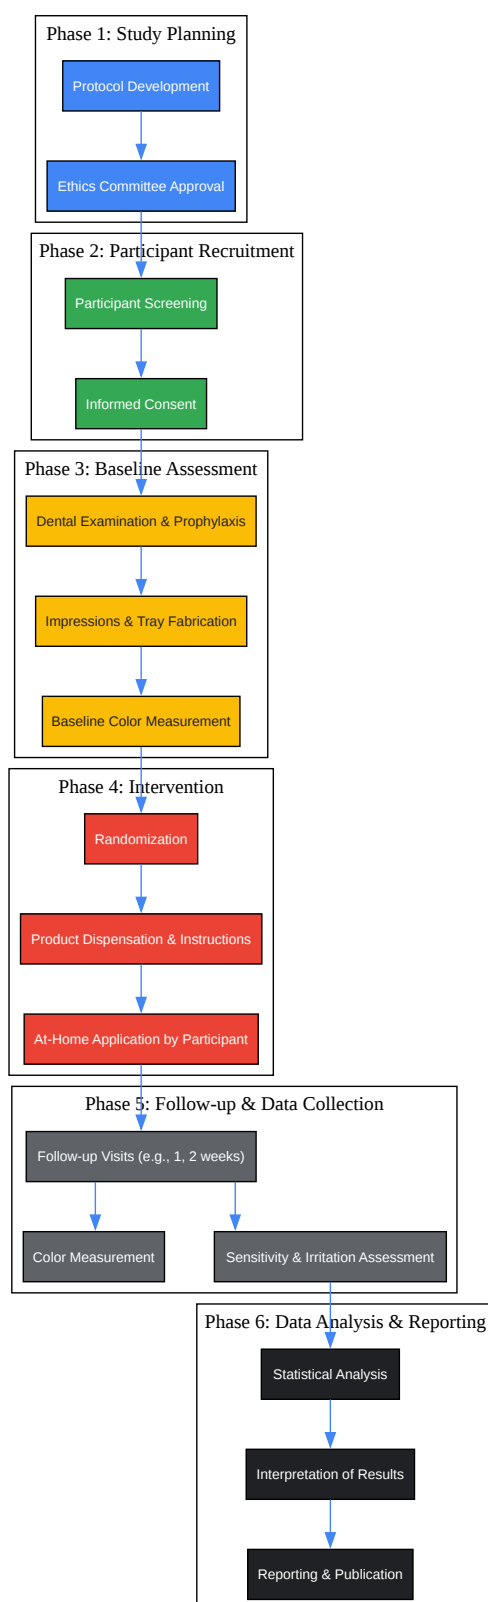 Phase 1: Study Planning
Protocol Development
Ethics Committee Approval
Phase 2: Participant Recruitment
Participant Screening
Informed Consent
Phase 3: Baseline Assessment
Dental Examination & Prophylaxis
Impressions & Tray Fabrication
Baseline Color Measurement
Phase 4: Intervention
Randomization
Product Dispensation & Instructions
At-Home Application by Participant
Phase 5: Follow-up & Data Collection
Follow-up Visits (e.g., 1, 2 weeks)
Color Measurement
Sensitivity & Irritation Assessment
Phase 6: Data Analysis & Reporting
Statistical Analysis
Interpretation of Results
Reporting & Publication